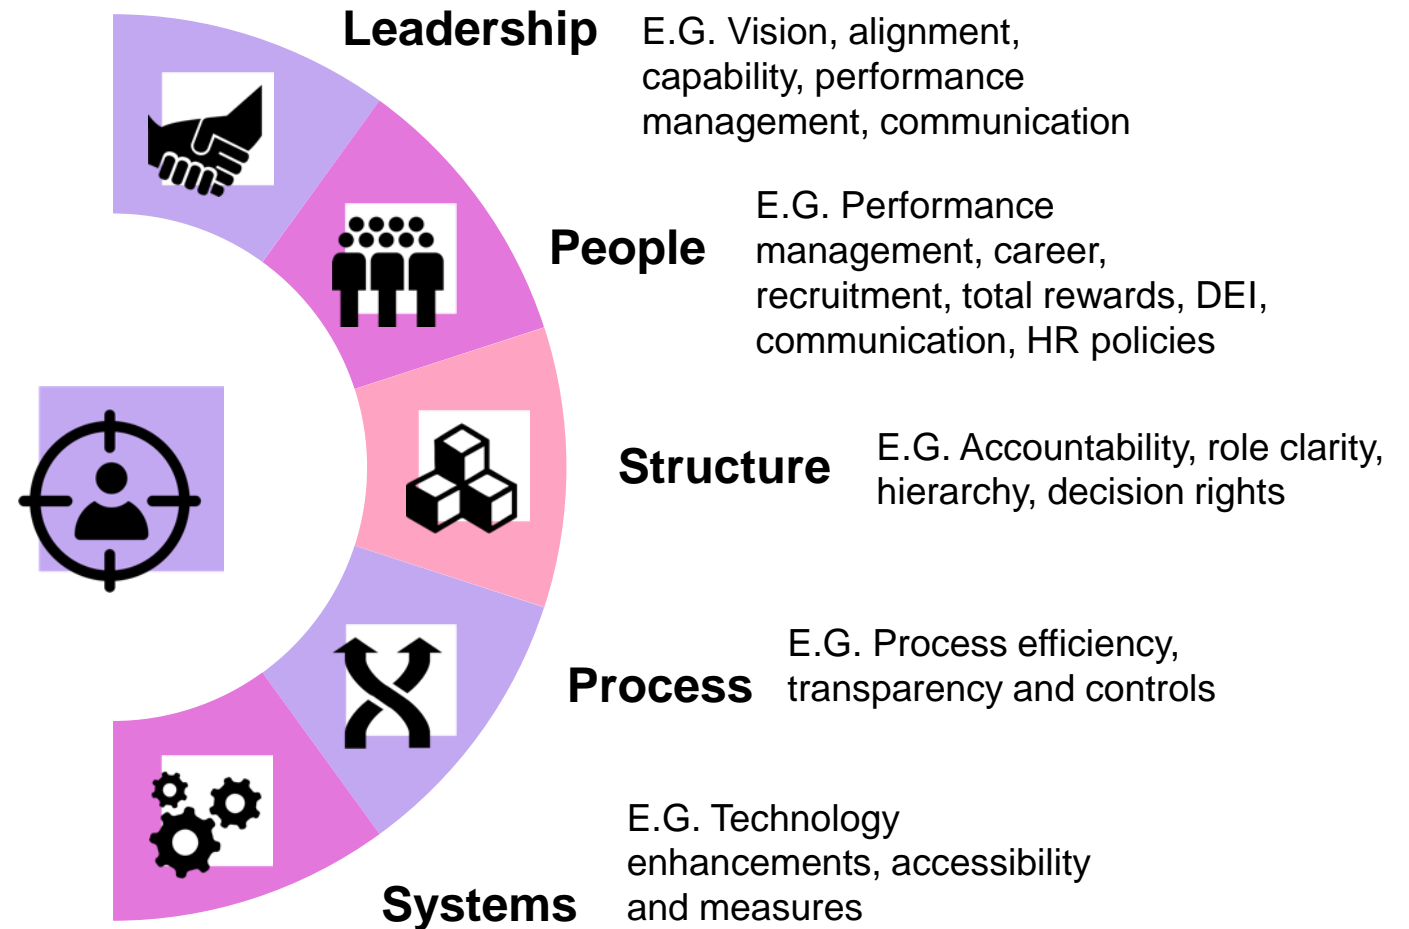 Leadership
E.G. Vision, alignment,
capability, performance
management, communication
People
E.G. Performance
management, career,
recruitment, total rewards, DEI,
communication, HR policies
Structure
E.G. Accountability, role clarity,
hierarchy, decision rights
Process
E.G. Process efficiency,
transparency and controls
Systems
E.G. Technology
enhancements, accessibility
and measures